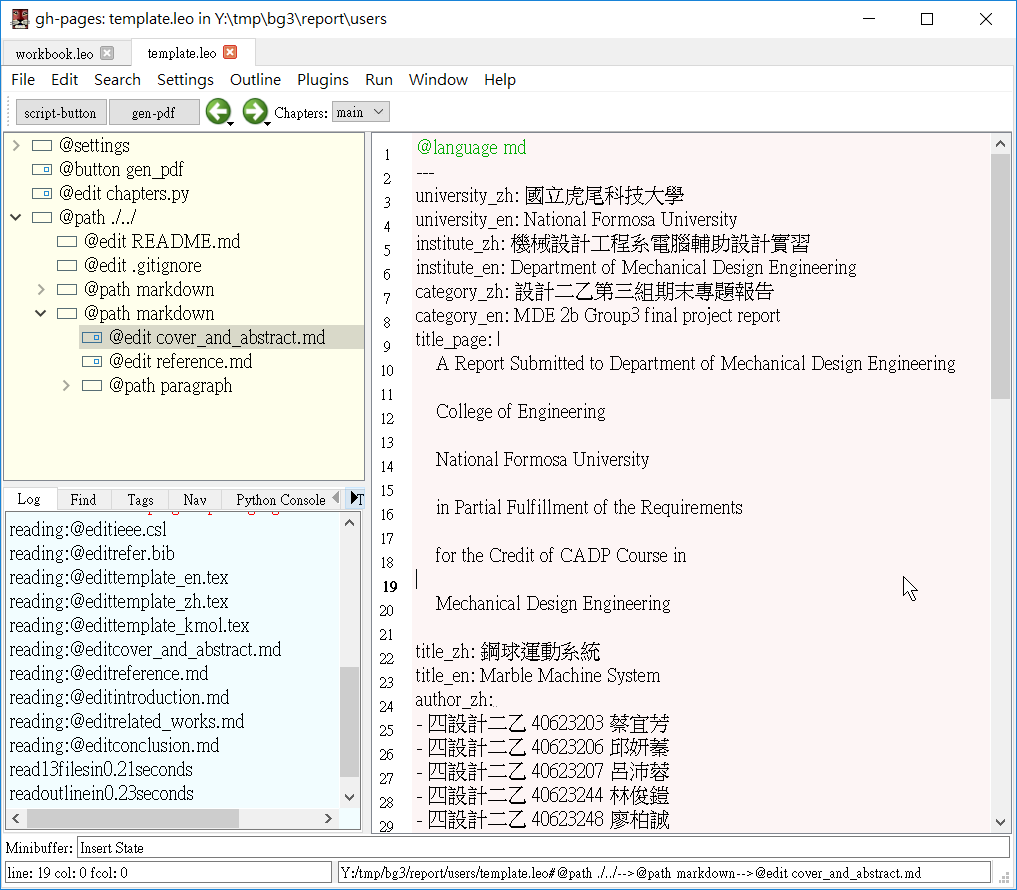 gh-pages: template.leo in Y:\tmp\bg3\report\users
workbook.leo
template.leo
File Edit Search Settings Outline Plugins Run Window Help
script-button gen-pdf Chapters: main
@settings
@button gen_pdf
@edit chapters.py
@path ./../
@edit README.md
@edit .gitignore
@path markdown
@path markdown
@edit cover_and_abstract.md
@edit reference.md
@path paragraph
Log Find Tags Nav Python Console T
reading:@editieee.csl
reading:@editrefer.bib
reading:@edittemplate_en.tex
reading:@edittemplate_zh.tex
reading:@edittemplate_kmol.tex
reading:@editcover_and_abstract.md
reading:@editreference.md
reading:@editintroduction.md
reading:@editrelated_works.md
reading:@editconclusion.md
read13filesin0.21seconds
readoutlinein0.23seconds
1 @language md
2 ---
3 university_zh: 國立虎尾科技大學
4 university_en: National Formosa University
5 institute_zh: 機械設計工程系電腦輔助設計實習
6 institute_en: Department of Mechanical Design Engineering
7 category_zh: 設計二乙第三組期末專題報告
8 category_en: MDE 2b Group3 final project report
9 title_page: |
10 A Report Submitted to Department of Mechanical Design Engineering
11
12 College of Engineering
13
14 National Formosa University
15
16 in Partial Fulfillment of the Requirements
17
18 for the Credit of CADP Course in
19
20 Mechanical Design Engineering
21
22 title_zh: 鋼球運動系統
23 title_en: Marble Machine System
24 author_zh:
25 - 四設計二乙 40623203 蔡宜芳
26 - 四設計二乙 40623206 邱妍蓁
27 - 四設計二乙 40623207 呂沛蓉
28 - 四設計二乙 40623244 林俊鎧
29 - 四設計二乙 40623248 廖柏誠
Minibuffer: Insert State
line: 19 col: 0 fcol: 0
Y:/tmp/bg3/report/users/template.leo#@path ./../-->@path markdown-->@edit cover_and_abstract.md